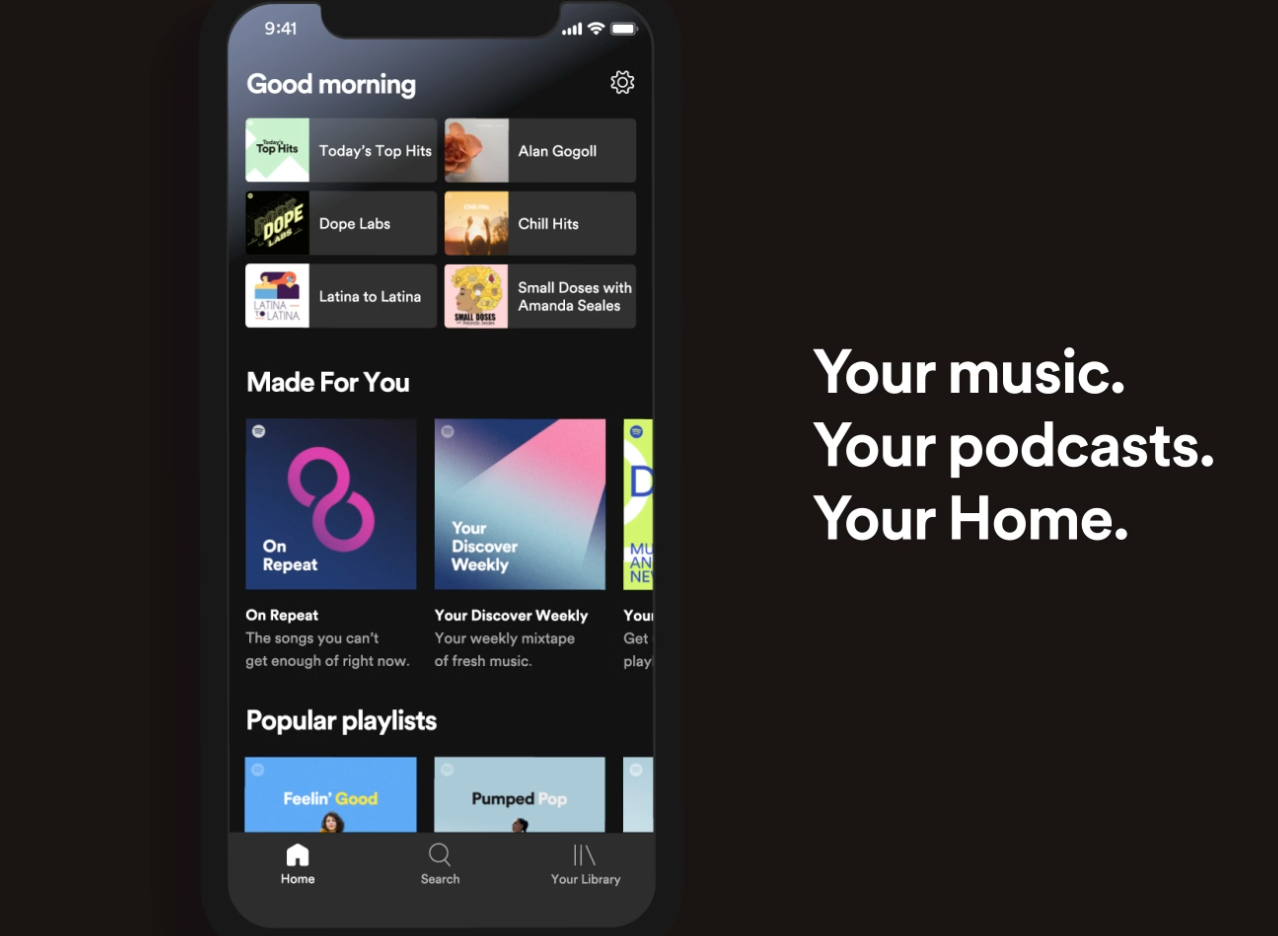 9:41
Good morning
Today's
Top Hits
Today's Top Hits
Alan Gogoll
DOPE
LABS
Dope Labs
Chill Hits
Chill Hits
LATINA
TO LATINA
Latina to Latina
SMALL DOSES
Small Doses with
Amanda Seales
Made For You
On
Repeat
Your
Discover
Weekly
D
MU
AN
NEW
On Repeat
The songs you can't
get enough of right now.
Your Discover Weekly
Your weekly mixtape
of fresh music.
Your
Get
play
Popular playlists
Feelin' Good
Pumped Pop
Home
Search
Your Library
Your music.
Your podcasts.
Your Home.